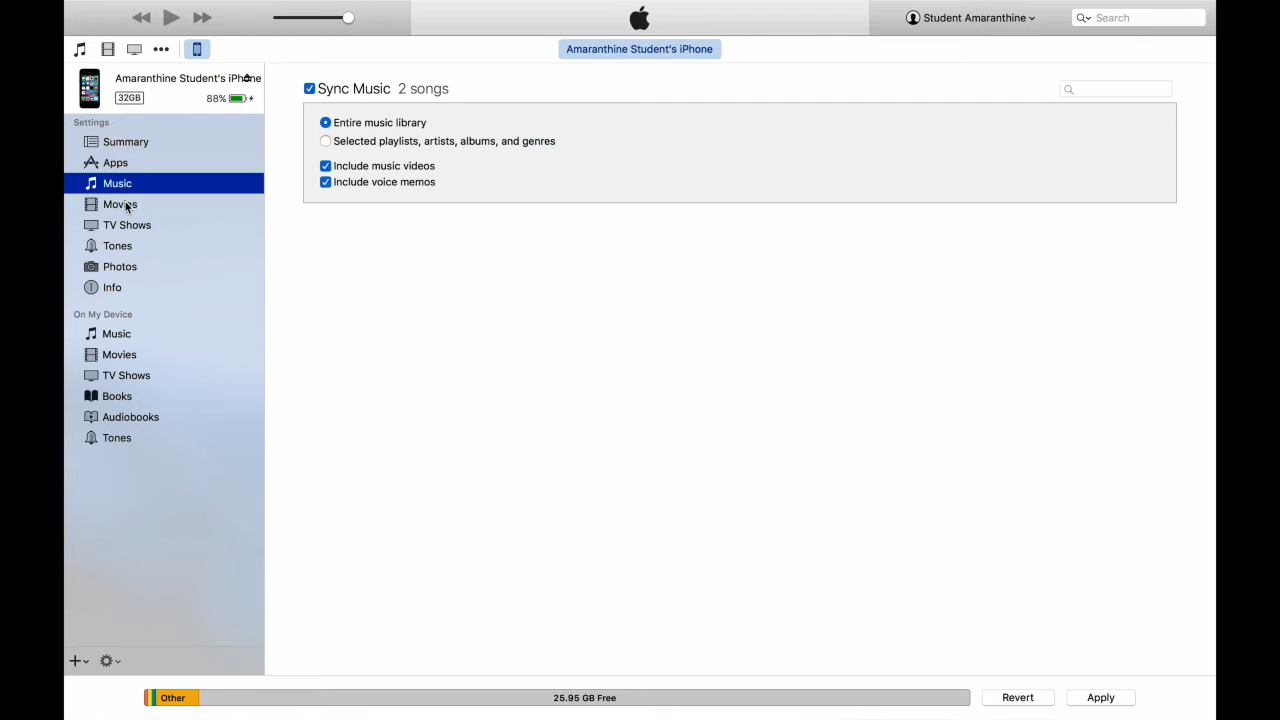 Student Amaranthine
Search
Amaranthine Student's iPhone
Amaranthine Student's iPhone
32GB
88%
Settings
Summary
Apps
Music
Movies
TV Shows
Tones
Photos
Info
On My Device
Music
Movies
TV Shows
Books
Audiobooks
Tones
Sync Music 2 songs
Entire music library
Selected playlists, artists, albums, and genres
Include music videos
Include voice memos
Other
25.95 GB Free
Revert
Apply